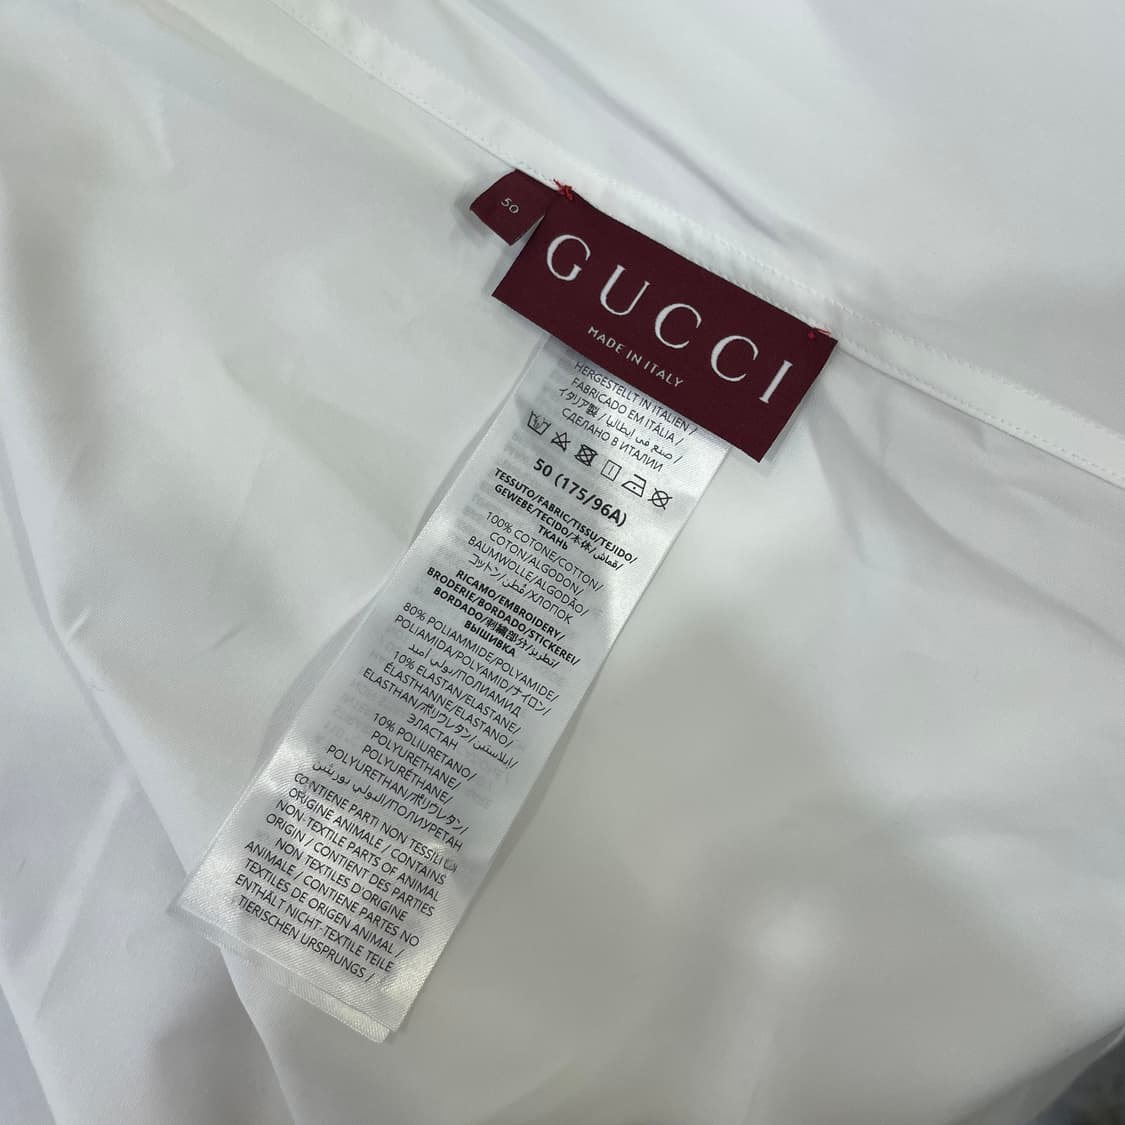 50
GUCCI
MADE IN ITALY
HERGESTELLT IN ITALIEN /
FABRICADO EM ITÁLIA /
イタリア製 / صنع في ايطاليا /
СДЕЛАНО В ИТАЛИИ
50 (175/96A)
TESSUTO/FABRIC/TISSU/TEJIDO/
GEWEBE/TECIDO/本体/قماش/
ТКАНЬ
100% COTONE/COTTON/
COTON/ALGODON/
BAUMWOLLE/ALGODÃO/
コットン/قطن/ХЛОПОК
RICAMO/EMBROIDERY/
BRODERIE/BORDADO/STICKEREI/
BORDADO/刺繍部分/تطريز/
ВЫШИВКА
80% POLIAMMIDE/POLYAMIDE/
POLIAMIDA/POLYAMID/ナイロン/
بولي أميد/ПОЛИАМИД
10% ELASTAN/ELASTANE/
ÉLASTHANNE/ELASTANO/
ELASTHAN/ポリウレタン/ايلاستين/
ЭЛАСТАН
10% POLIURETANO/
POLYURETHANE/
POLYURÉTHANE/
POLYURETHAN/ポリウレタン/
البولي يوريثين/ПОЛИУРЕТАН
CONTIENE PARTI NON TESSILI DI
ORIGINE ANIMALE / CONTAINS
NON-TEXTILE PARTS OF ANIMAL
ORIGIN / CONTIENT DES PARTIES
NON TEXTILES D'ORIGINE
ANIMALE / CONTIENE PARTES NO
TEXTILES DE ORIGEN ANIMAL /
ENTHÄLT NICHT-TEXTILE TEILE
TIERISCHEN URSPRUNGS /